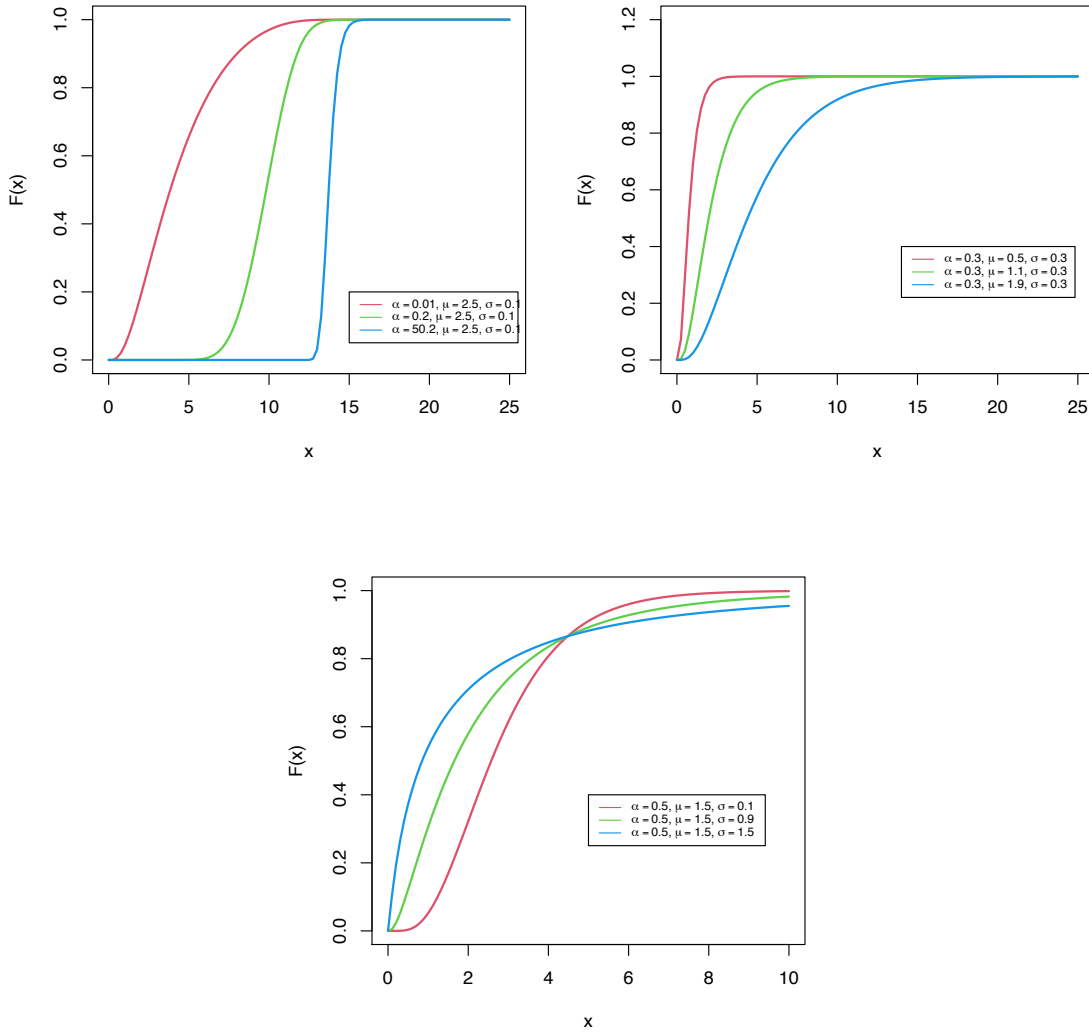 F(x)
1.0
0.8
0.6
0.4
0.2
0.0
α = 0.01, μ = 2.5, σ = 0.1
α = 0.2, μ = 2.5, σ = 0.1
α = 50.2, μ = 2.5, σ = 0.1
0 5 10 15 20 25
x
F(x)
1.2
1.0
0.8
0.6
0.4
0.2
0.0
α = 0.3, μ = 0.5, σ = 0.3
α = 0.3, μ = 1.1, σ = 0.3
α = 0.3, μ = 1.9, σ = 0.3
0 5 10 15 20 25
x
F(x)
1.0
0.8
0.6
0.4
0.2
0.0
α = 0.5, μ = 1.5, σ = 0.1
α = 0.5, μ = 1.5, σ = 0.9
α = 0.5, μ = 1.5, σ = 1.5
0 2 4 6 8 10
x